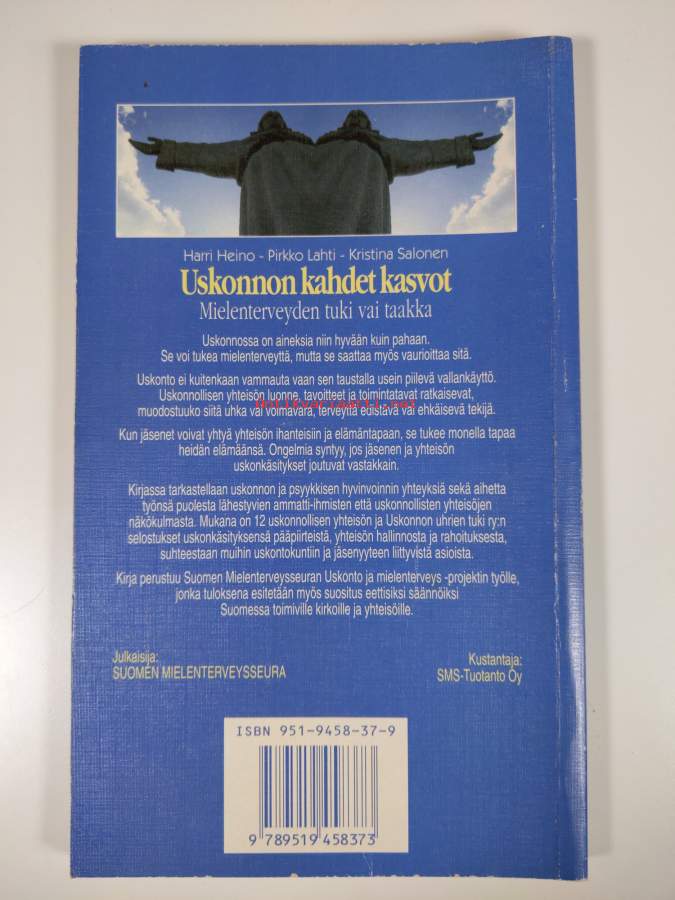 Harri Heino - Pirkko Lahti - Kristina Salonen
Uskonnon kahdet kasvot
Mielenterveyden tuki vai taakka
Uskonnossa on aineksia niin hyvään kuin pahaan.
Se voi tukea mielenterveyttä, mutta se saattaa myös vaurioittaa sitä.
Uskonto ei kuitenkaan vammauta vaan sen taustalla usein piilevä vallankäyttö.
Uskonnollisen yhteisön luonne, tavoitteet ja toimintatavat ratkaisevat,
muodostuuko siitä uhka vai voimavara, terveyttä edistävä vai ehkäisevä tekijä.
Kun jäsenet voivat yhtyä yhteisön ihanteisiin ja elämäntapaan, se tukee monella tapaa
heidän elämäänsä. Ongelmia syntyy, jos jäsenen ja yhteisön
uskonkäsitykset joutuvat vastakkain.
Kirjassa tarkastellaan uskonnon ja psyykkisen hyvinvoinnin yhteyksiä sekä aihetta
työnsä puolesta lähestyvien ammatti-ihmisten että uskonnollisten yhteisöjen
näkökulmasta. Mukana on 12 uskonnollisen yhteisön ja Uskonnon uhrien tuki ry:n
selostukset uskonkäsityksensä pääpiirteistä, yhteisön hallinnosta ja rahoituksesta,
suhteestaan muihin uskontokuntiin ja jäsenyyteen liittyvistä asioista.
Kirja perustuu Suomen Mielenterveysseuran Uskonto ja mielenterveys -projektin työlle,
jonka tuloksena esitetään myös suositus eettisiksi säännöiksi
Suomessa toimiville kirkoille ja yhteisöille.
Julkaisija:
SUOMEN MIELENTERVEYSSEURA
Kustantaja:
SMS-Tuotanto Oy
ISBN 951-9458-37-9
9 789519 458373